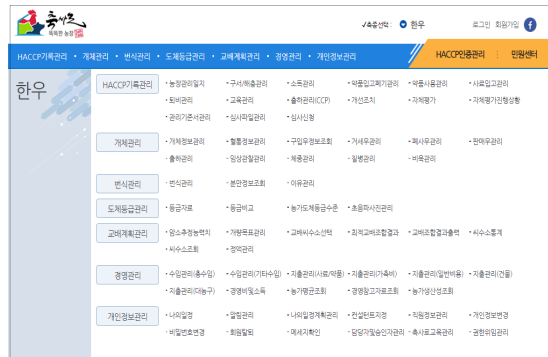 축사로
똑똑한 농장
✓축종선택 : 한우
로그인 회원가입
HACCP기록관리 • 개체관리 • 번식관리 • 도체등급관리 • 교배계획관리 • 경영관리 • 개인정보관리
HACCP인증관리 : 민원센터
한우
HACCP기록관리
· 농장관리일지 · 구서/해충관리 · 소독관리 · 약품입고폐기관리 · 약품사용관리 · 사료입고관리
· 퇴비관리 · 교육관리 · 출하관리(CCP) · 개선조치 · 자체평가 · 자체평가진행상황
· 관리기준서관리 · 심사파일관리 · 심사신청
개체관리
· 개체정보관리 · 혈통정보관리 · 구입우정보조회 · 거세우관리 · 폐사우관리 · 판매우관리
· 출하관리 · 임상관찰관리 · 체중관리 · 질병관리 · 비육관리
번식관리
· 번식관리 · 분만정보조회 · 이유관리
도체등급관리
· 등급자료 · 등급비교 · 농가도체등급수준 · 초음파사진관리
교배계획관리
· 암소추정능력치 · 개량목표관리 · 교배씨수소선택 · 최적교배조합결과 · 교배조합결과출력 · 씨수소통계
· 씨수소조회 · 정액관리
경영관리
· 수입관리(총수입) · 수입관리(기타수입) · 지출관리(사료/약품) · 지출관리(가축비) · 지출관리(일반비용) · 지출관리(건물)
· 지출관리(대농구) · 경영비및소득 · 농가평균조회 · 경영참고자료조회 · 농가생산성조회
개인정보관리
· 나의일정 · 알림관리 · 나의일정계획관리 · 컨설턴트지정 · 직원정보관리 · 개인정보변경
· 비밀번호변경 · 회원탈퇴 · 메세지확인 · 담당자및승인자관리 · 축사로교육관리 · 권한위임관리